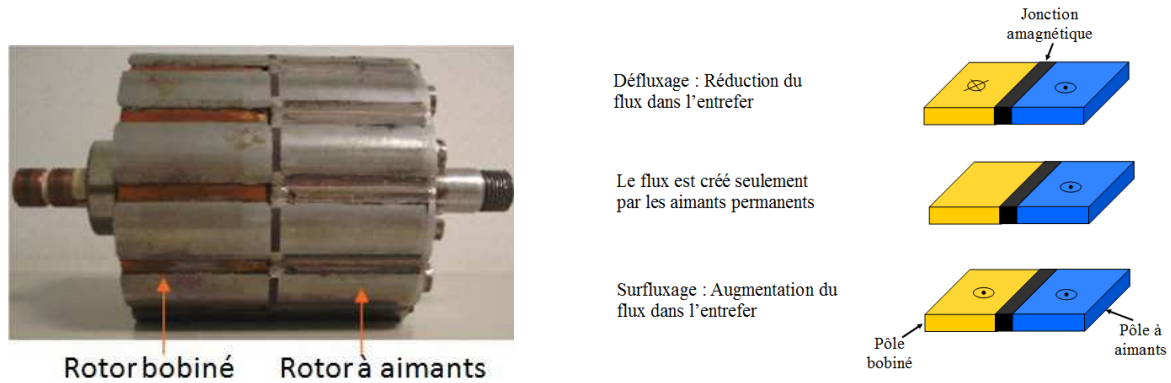 Rotor bobiné
Rotor à aimants
Jonction
amagnétique
Défluxage : Réduction du
flux dans l'entrefer
Le flux est créé seulement
par les aimants permanents
Surfluxage : Augmentation du
flux dans l'entrefer
Pôle
bobiné
Pôle à
aimants